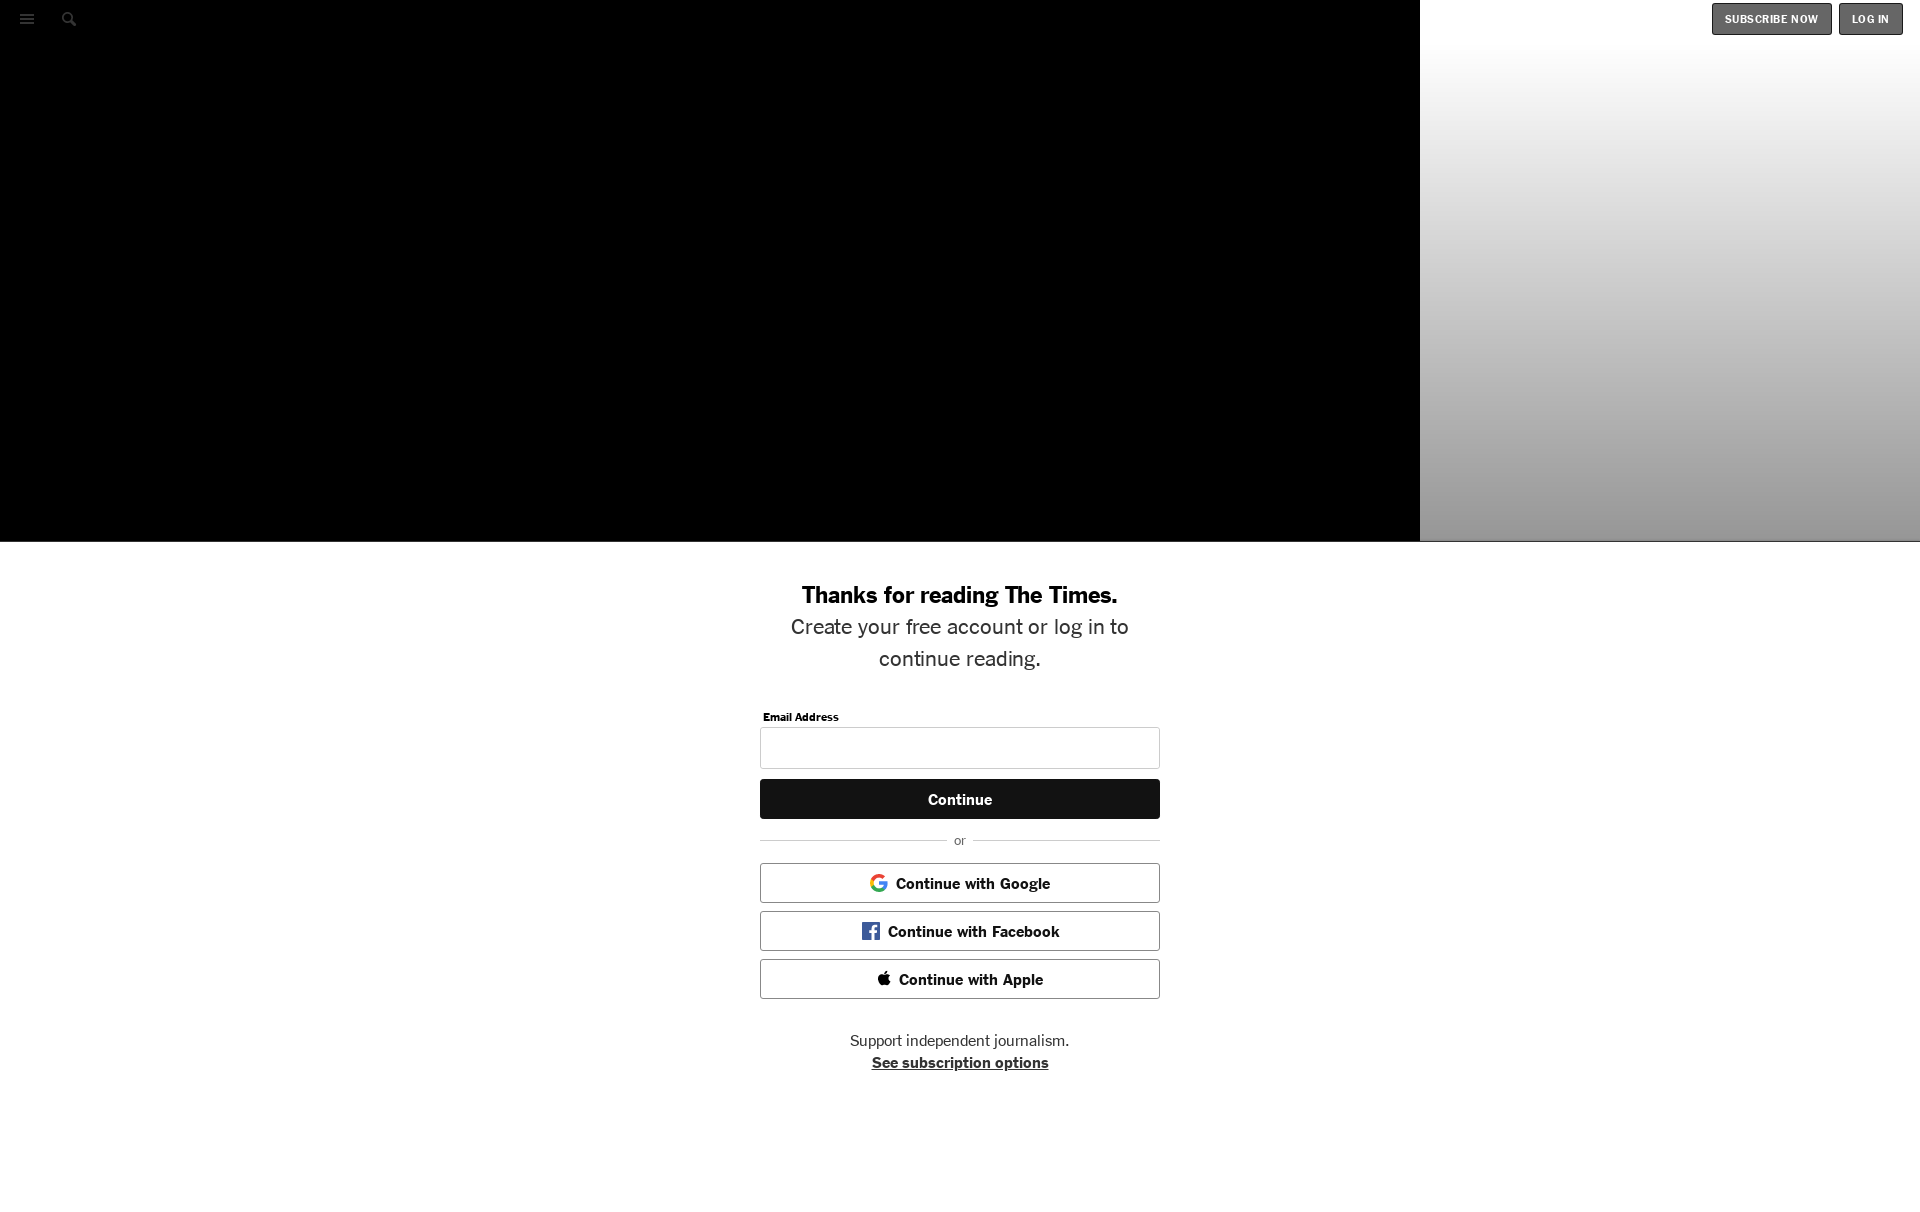 SUBSCRIBE NOW
LOG IN
Thanks for reading The Times.
Create your free account or log in to
continue reading.
Email Address
Continue
or
Continue with Google
Continue with Facebook
Continue with Apple
Support independent journalism.
See subscription options